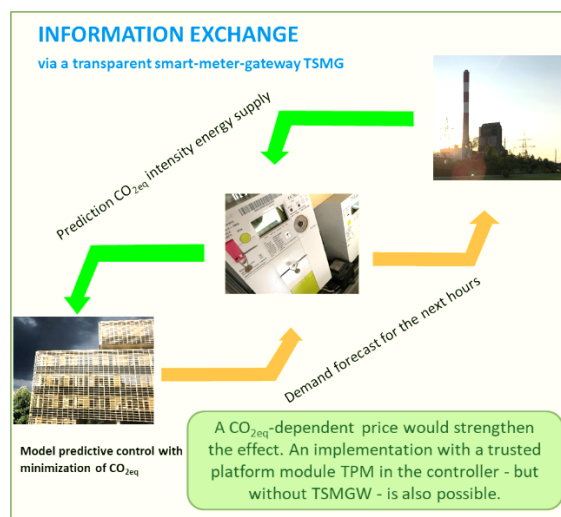 INFORMATION EXCHANGE
via a transparent smart-meter-gateway TSMG
Prediction CO2eq intensity energy supply
Demand forecast for the next hours
Model predictive control with
minimization of CO2eq
A CO2eq-dependent price would strengthen
the effect. An implementation with a trusted
platform module TPM in the controller - but
without TSMGW - is also possible.